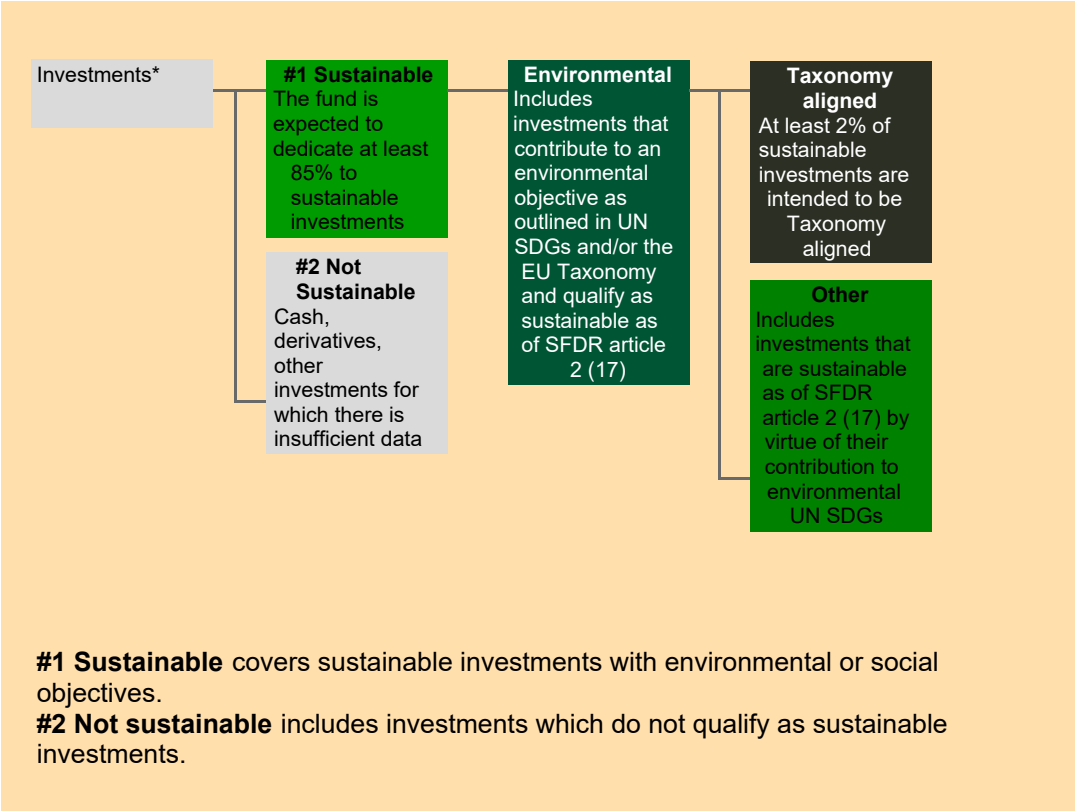 Investments*
#1 Sustainable
The fund is
expected to
dedicate at least
85% to
sustainable
investments
#2 Not
Sustainable
Cash,
derivatives,
other
investments for
which there is
insufficient data
Environmental
Includes
investments that
contribute to an
environmental
objective as
outlined in UN
SDGs and/or the
EU Taxonomy
and qualify as
sustainable as
of SFDR article
2 (17)
Taxonomy
aligned
At least 2% of
sustainable
investments are
intended to be
Taxonomy
aligned
Other
Includes
investments that
are sustainable
as of SFDR
article 2 (17) by
virtue of their
contribution to
environmental
UN SDGs
#1 Sustainable covers sustainable investments with environmental or social
objectives.
#2 Not sustainable includes investments which do not qualify as sustainable
investments.